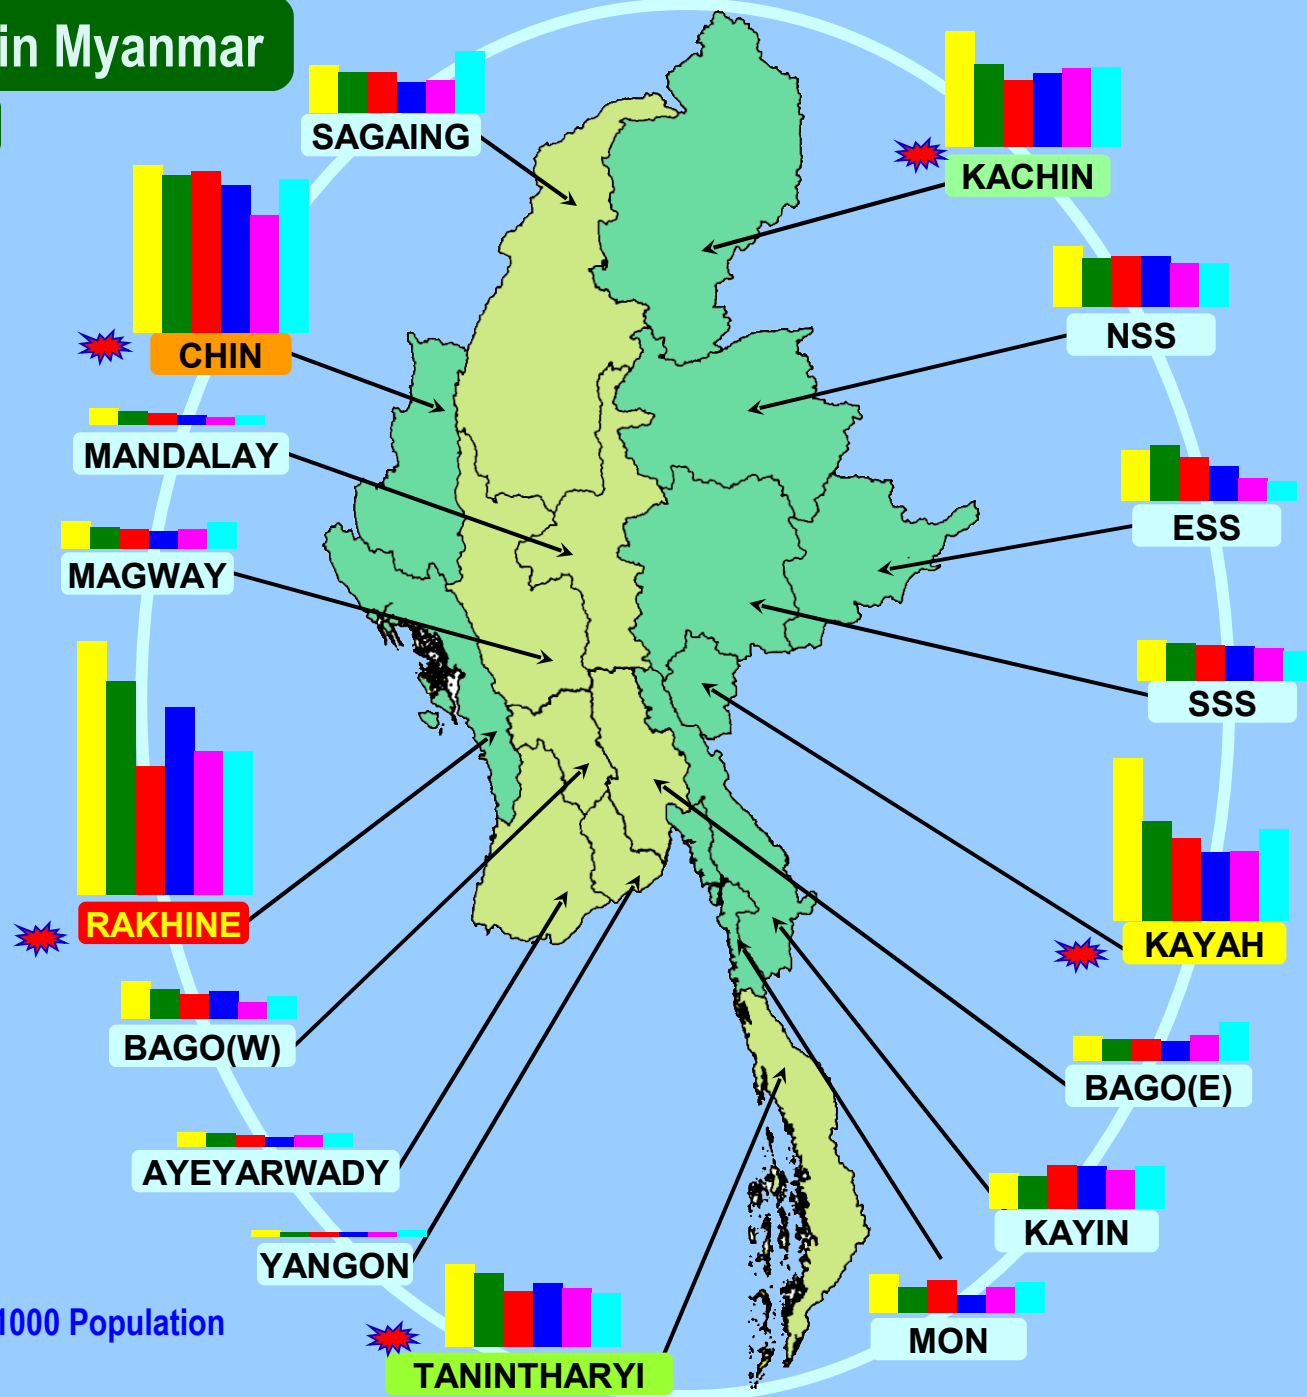 in Myanmar
SAGAING
KACHIN
NSS
CHIN
MANDALAY
ESS
MAGWAY
SSS
RAKHINE
KAYAH
BAGO(W)
BAGO(E)
AYEYARWADY
KAYIN
YANGON
1000 Population
MON
TANINTHARYI